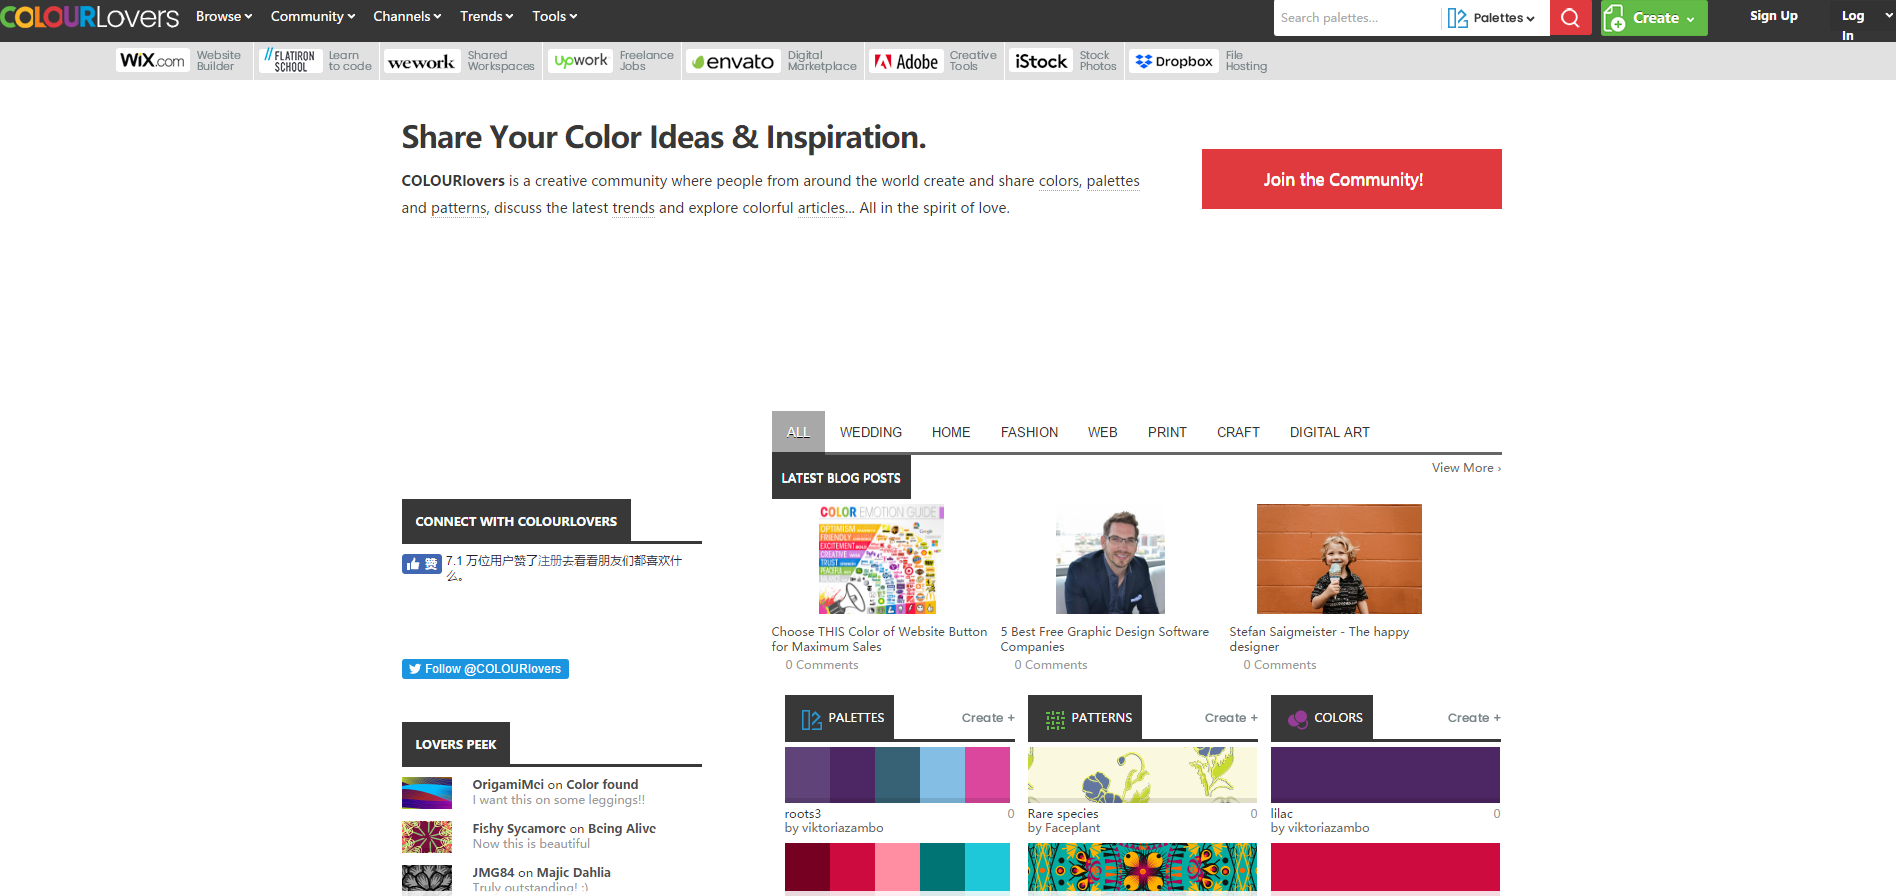 COLOURLovers
Browse
Community
Channels
Trends
Tools
Search palettes...
Palettes
Create
Sign Up
Log
In
WiX.com
Website
Builder
FLATIRON
SCHOOL
Learn
to code
wework
Shared
Workspaces
Upwork
Freelance
Jobs
envato
Digital
Marketplace
Adobe
Creative
Tools
iStock
Stock
Photos
Dropbox
File
Hosting
Share Your Color Ideas & Inspiration.
COLOURlovers is a creative community where people from around the world create and share colors, palettes
and patterns, discuss the latest trends and explore colorful articles... All in the spirit of love.
Join the Community!
ALL
WEDDING
HOME
FASHION
WEB
PRINT
CRAFT
DIGITAL ART
LATEST BLOG POSTS
View More ›
COLOR EMOTION GUIDE
OPTIMISM
FRIENDLY
EXCITEMENT
CREATIVE
TRUST
PEACEFUL
Choose THIS Color of Website Button
for Maximum Sales
0 Comments
5 Best Free Graphic Design Software
Companies
0 Comments
Stefan Saigmeister - The happy
designer
0 Comments
CONNECT WITH COLOURLOVERS
赞
7.1 万位用户赞了注册去看看朋友们都喜欢什
么。
Follow @COLOURlovers
LOVERS PEEK
OrigamiMei on Color found
I want this on some leggings!!
Fishy Sycamore on Being Alive
Now this is beautiful
JMG84 on Majic Dahlia
Truly outstanding! :)
PALETTES
Create +
roots3
0
by viktoriazambo
PATTERNS
Create +
Rare species
0
by Faceplant
COLORS
Create +
lilac
0
by viktoriazambo